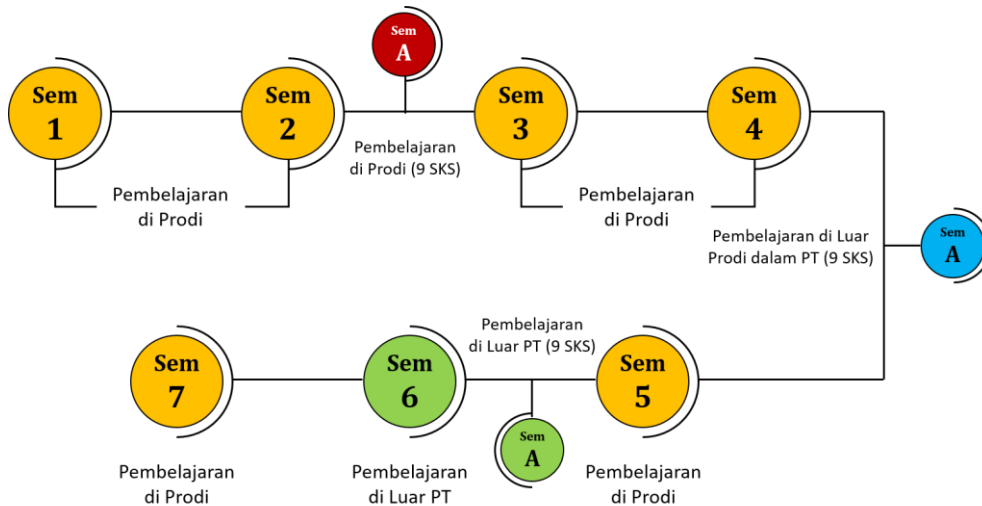 Sem
A
Sem
1
Sem
2
Sem
3
Sem
4
Pembelajaran
di Prodi (9 SKS)
Pembelajaran
di Prodi
Pembelajaran
di Prodi
Pembelajaran di Luar
Prodi dalam PT (9 SKS)
Sem
A
Pembelajaran
di Luar PT (9 SKS)
Sem
7
Sem
6
Sem
5
Sem
A
Pembelajaran
di Prodi
Pembelajaran
di Luar PT
Pembelajaran
di Prodi